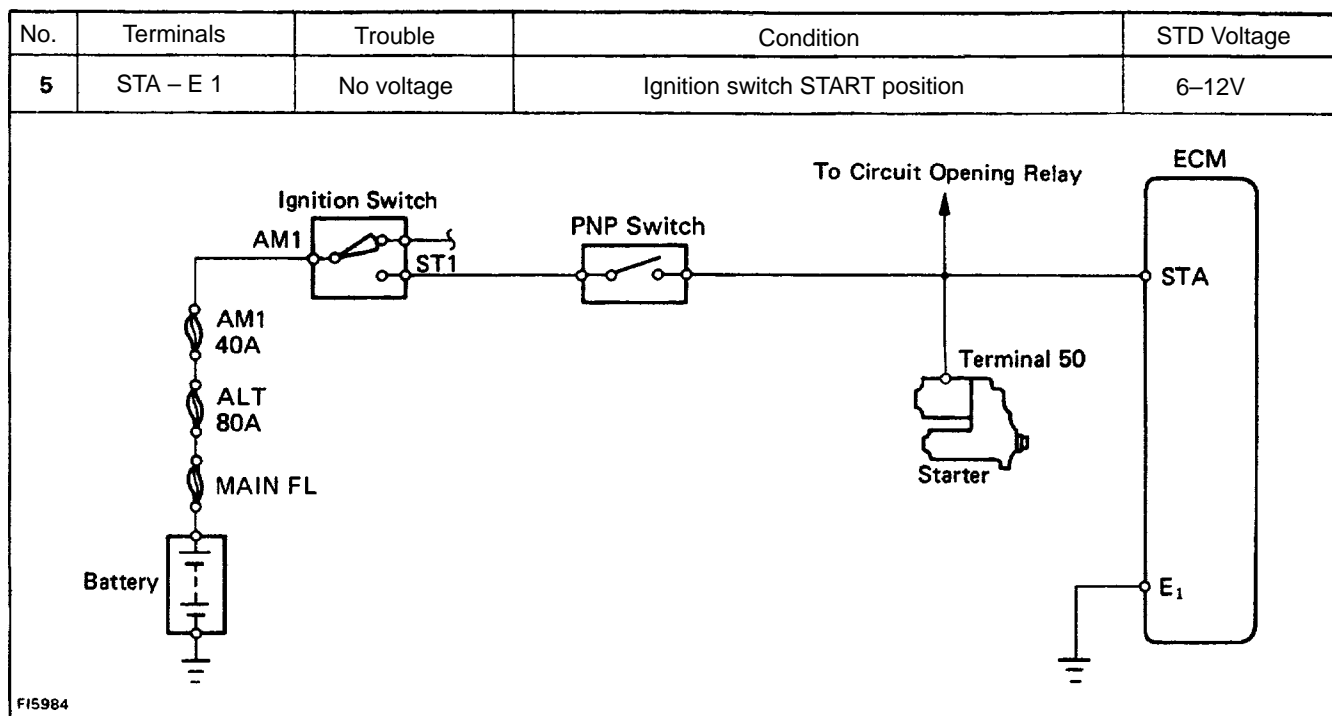 No. Terminals Trouble Condition STD Voltage
5 STA – E 1 No voltage Ignition switch START position 6–12V
ECM
To Circuit Opening Relay
Ignition Switch
PNP Switch
AM1
ST1
STA
AM1
40A
Terminal 50
ALT
80A
Starter
MAIN FL
Battery
E₁
FI5984